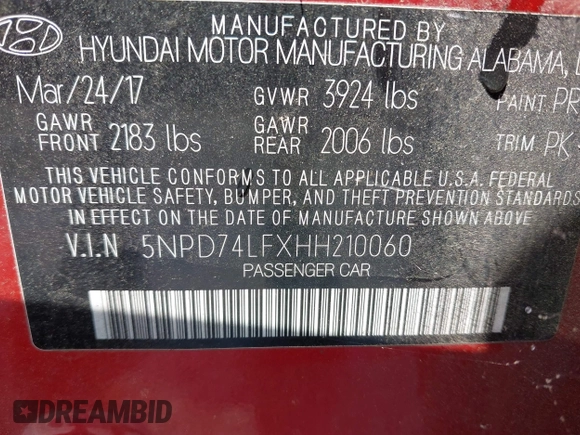 MANUFACTURED BY
HYUNDAI MOTOR MANUFACTURING ALABAMA,
Mar/24/17 GVWR 3924 lbs PAINT PR
GAWR FRONT 2183 lbs GAWR REAR 2006 lbs TRIM PK
THIS VEHICLE CONFORMS TO ALL APPLICABLE U.S.A. FEDERAL
MOTOR VEHICLE SAFETY, BUMPER, AND THEFT PREVENTION STANDARDS
IN EFFECT ON THE DATE OF MANUFACTURE SHOWN ABOVE.
V.I.N 5NPD74LFXHH210060
PASSENGER CAR
DREAMBID